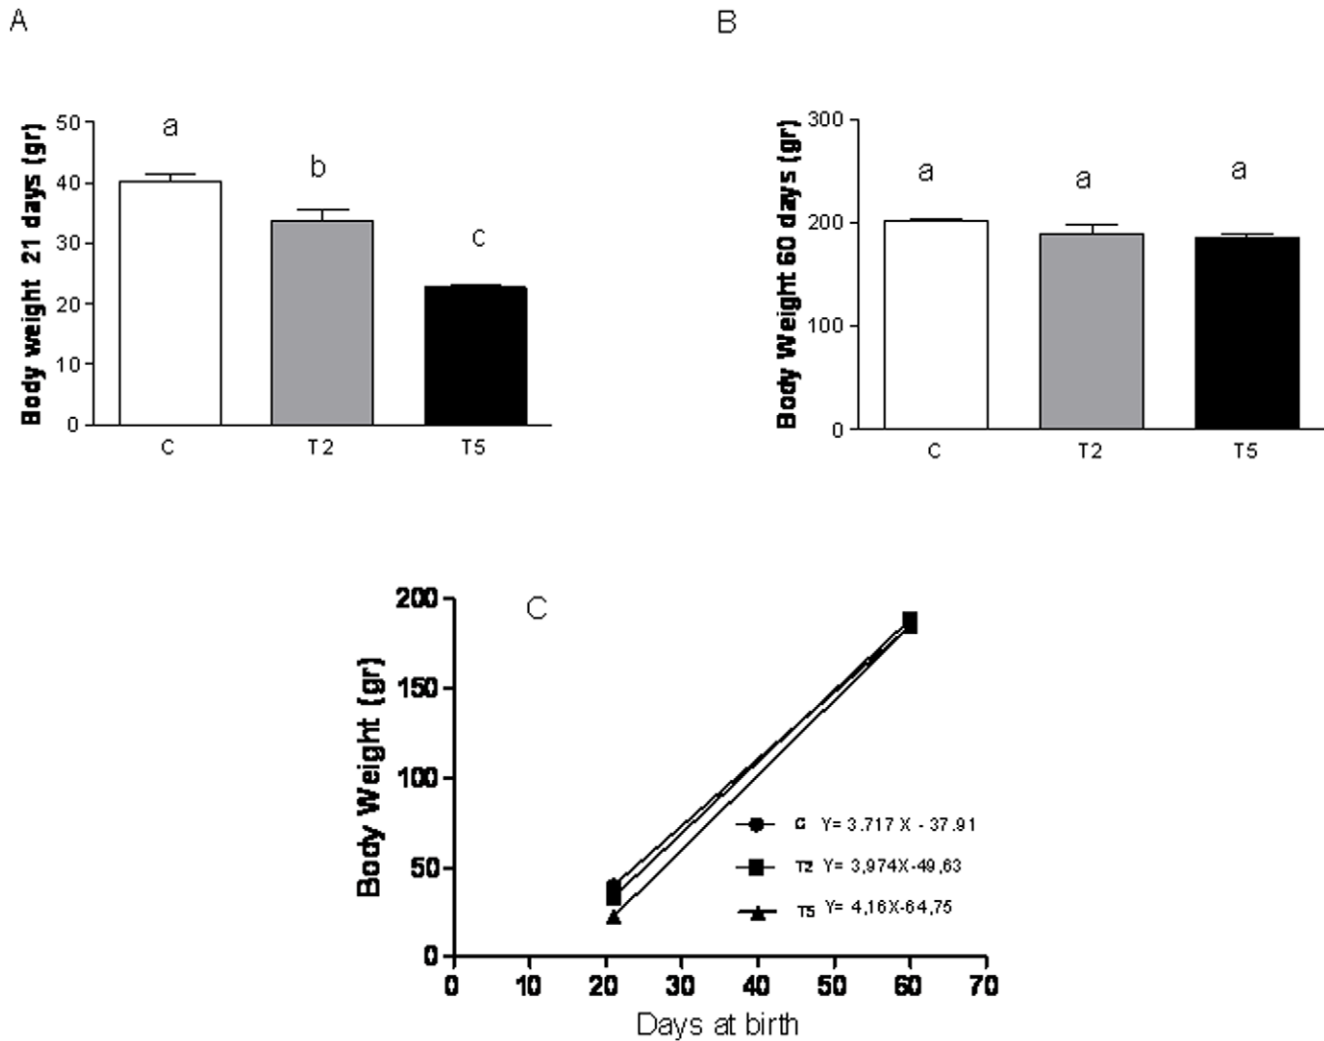 A
B
Body weight 21 days (gr)
50
40
30
20
10
0
a
b
c
C
T2
T5
Body Weight 60 days (gr)
300
200
100
0
a
a
a
C
T2
T5
C
Body Weight (gr)
200
150
100
50
0
C Y= 3.717 X - 37.91
T2 Y= 3,974X-49,63
T5 Y= 4,16X-64,75
0 10 20 30 40 50 60 70
Days at birth